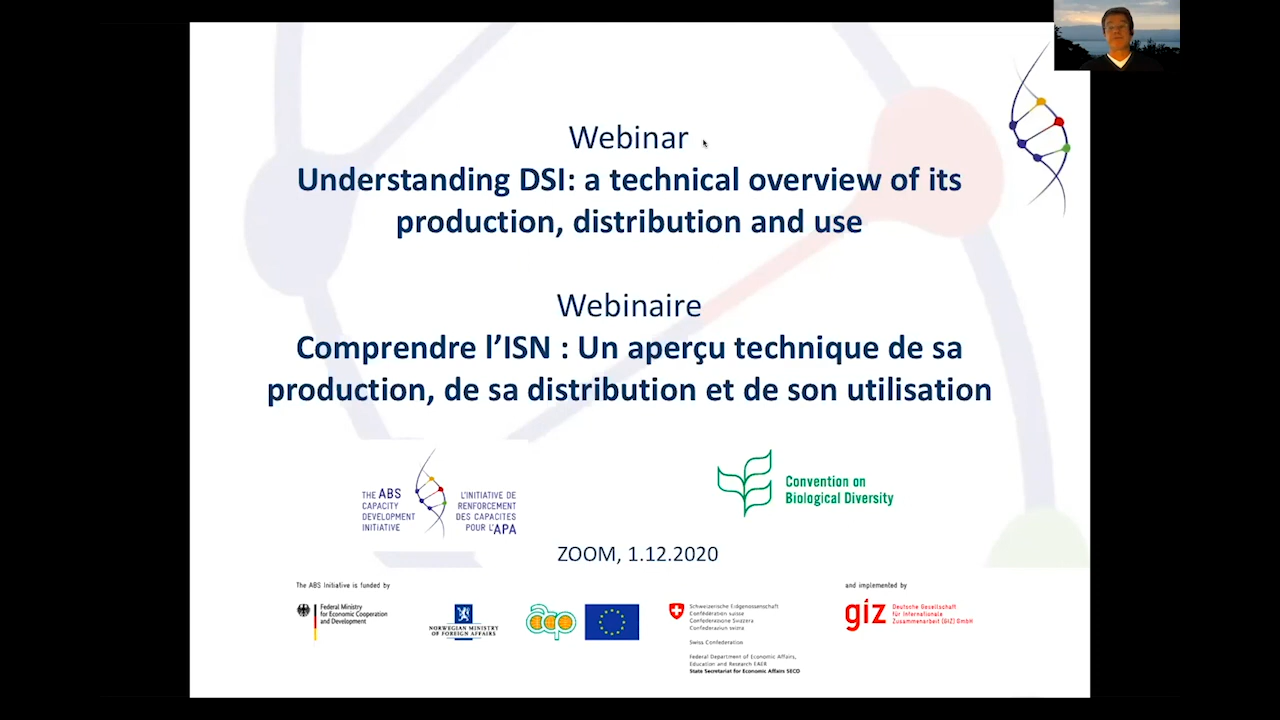 Webinar
Understanding DSI: a technical overview of its
production, distribution and use
Webinaire
Comprendre l’ISN : Un aperçu technique de sa
production, de sa distribution et de son utilisation
THE ABS
CAPACITY
DEVELOPMENT
INITIATIVE
L’INITIATIVE DE
RENFORCEMENT
DES CAPACITES
POUR L’APA
Convention on
Biological Diversity
ZOOM, 1.12.2020
The ABS Initiative is funded by
and implemented by
Federal Ministry
for Economic Cooperation
and Development
NORWEGIAN MINISTRY
OF FOREIGN AFFAIRS
acp
Schweizerische Eidgenossenschaft
Confédération suisse
Confederazione Svizzera
Confederaziun svizra
Swiss Confederation
Federal Department of Economic Affairs,
Education and Research EAER
State Secretariat for Economic Affairs SECO
giz
Deutsche Gesellschaft
für Internationale
Zusammenarbeit (GIZ) GmbH